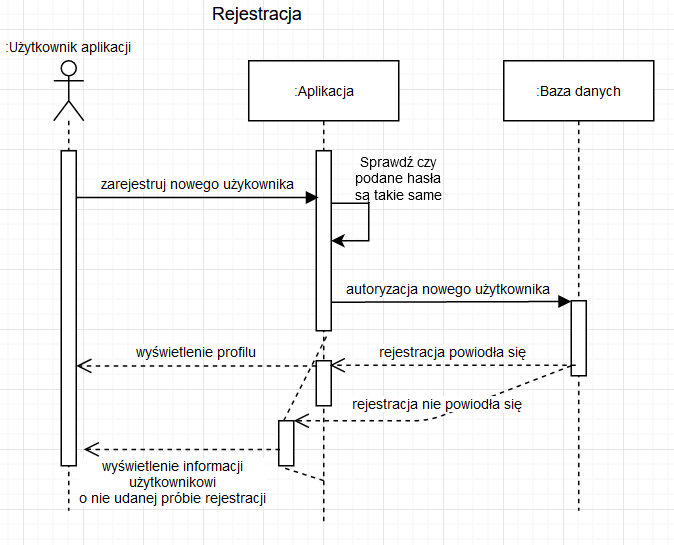 Rejestracja
:Użytkownik aplikacji
:Aplikacja
:Baza danych
Sprawdź czy
podane hasła
są takie same
zarejestruj nowego użykownika
autoryzacja nowego użytkownika
wyświetlenie profilu
rejestracja powiodła się
rejestracja nie powiodła się
wyświetlenie informacji
użytkownikowi
o nie udanej próbie rejestracji